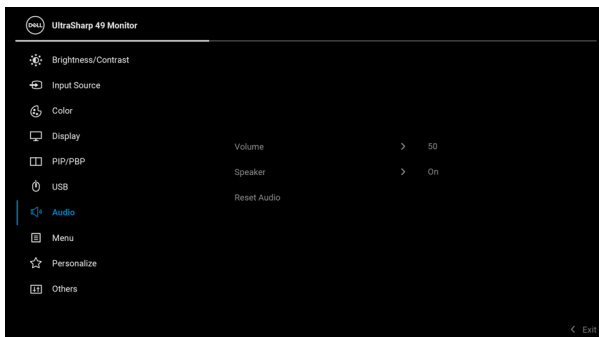 DELL UltraSharp 49 Monitor
Brightness/Contrast
Input Source
Color
Display
Volume 50
PIP/PBP
Speaker On
USB
Reset Audio
Audio
Menu
Personalize
Others
Exit